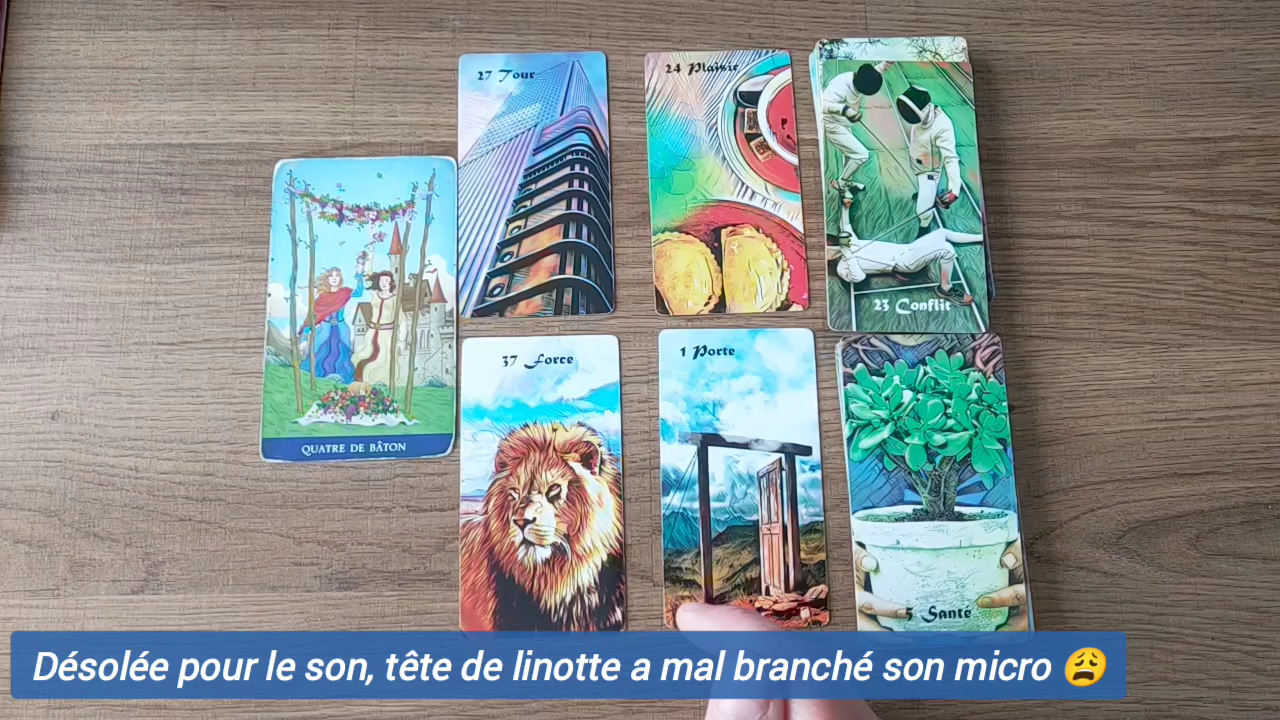 27 Tour
24 Plaisir
23 Conflit
QUATRE DE BÂTON
37 Force
1 Porte
5 Santé
Désolée pour le son, tête de linotte a mal branché son micro 😩